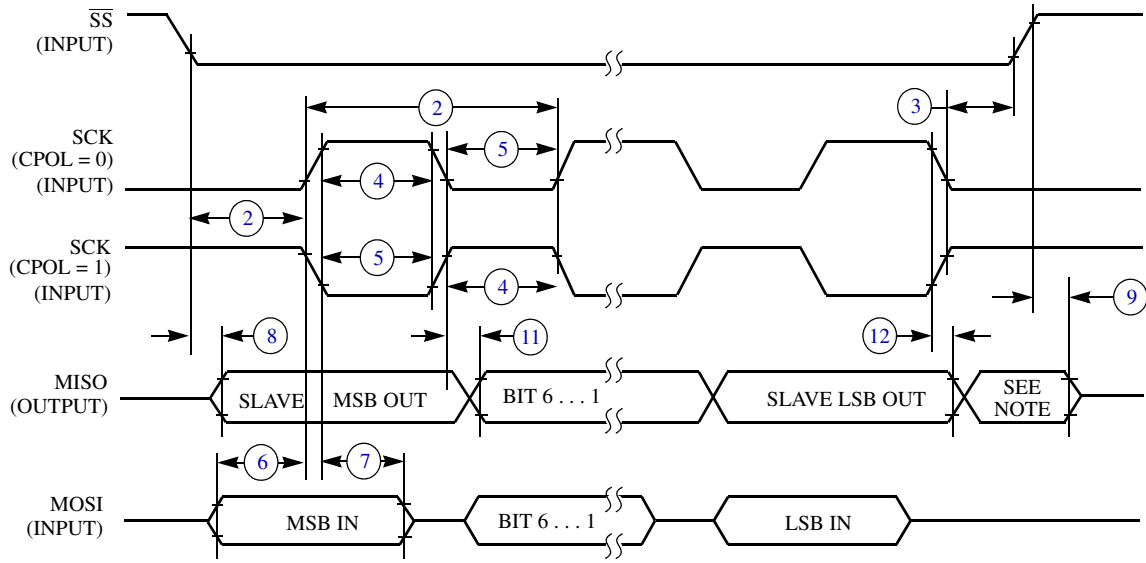 SS
(INPUT)
2
3
SCK
(CPOL = 0)
(INPUT)
5
4
2
SCK
(CPOL = 1)
(INPUT)
5
4
9
8
11
12
MISO
(OUTPUT)
SLAVE MSB OUT
BIT 6 . . . 1
SLAVE LSB OUT
SEE
NOTE
6
7
MOSI
(INPUT)
MSB IN
BIT 6 . . . 1
LSB IN